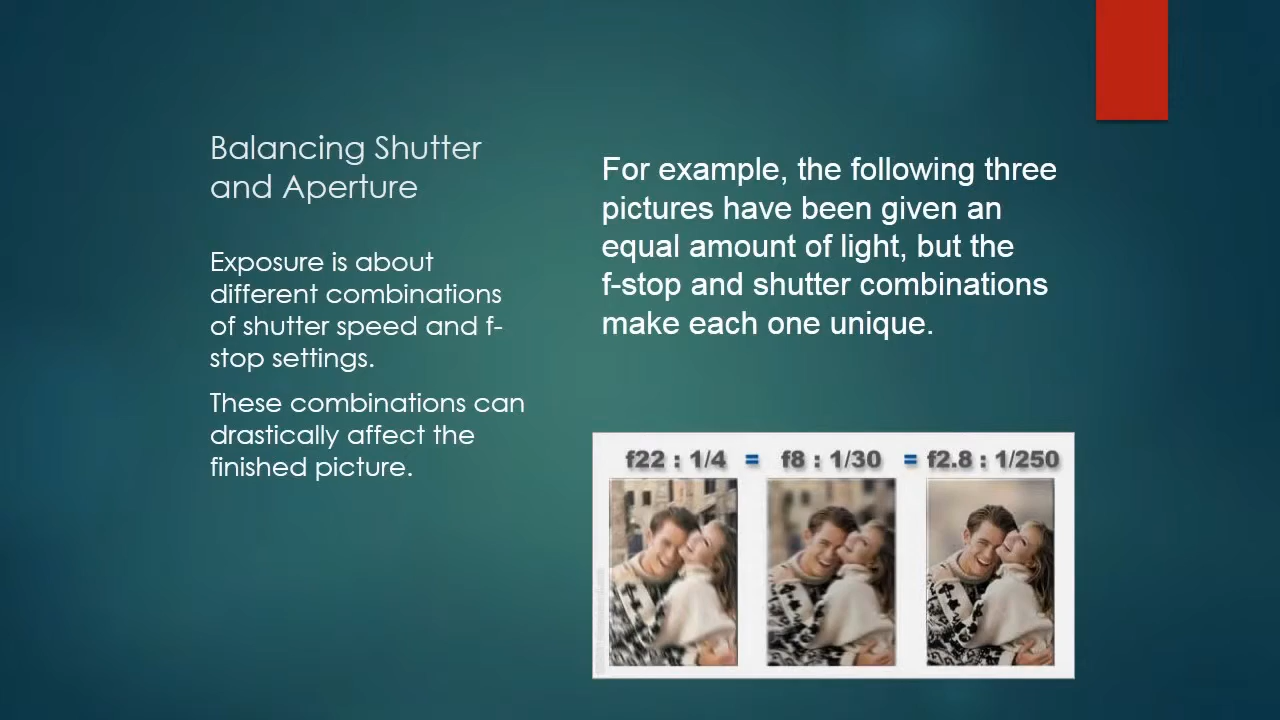 Balancing Shutter
and Aperture
Exposure is about
different combinations
of shutter speed and f-
stop settings.
These combinations can
drastically affect the
finished picture.
For example, the following three
pictures have been given an
equal amount of light, but the
f-stop and shutter combinations
make each one unique.
f22 : 1/4 = f8 : 1/30 = f2.8 : 1/250